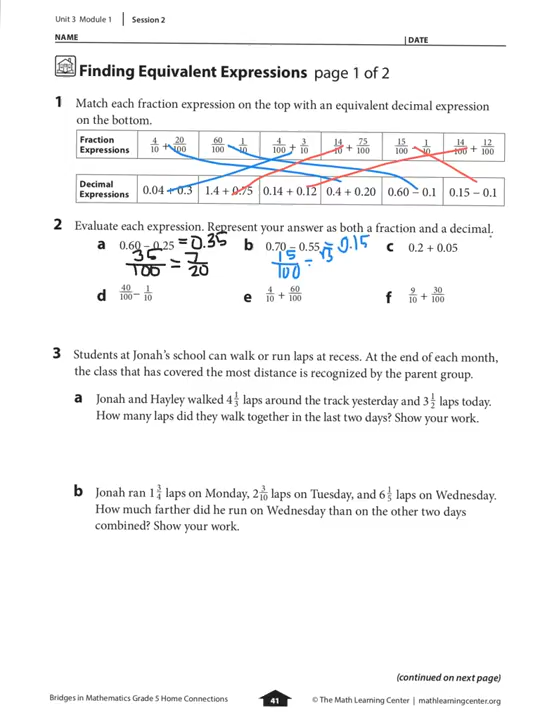 Unit 3 Module 1 | Session 2
NAME | DATE
Finding Equivalent Expressions page 1 of 2
1 Match each fraction expression on the top with an equivalent decimal expression
on the bottom.
Fraction Expressions 4/10 + 20/100 60/100 - 1/10 4/100 + 3/10 14/10 + 75/100 15/100 - 1/10 14/100 + 12/100
Decimal Expressions 0.04 + 0.3 1.4 + 0.75 0.14 + 0.12 0.4 + 0.20 0.60 – 0.1 0.15 – 0.1
2 Evaluate each expression. Represent your answer as both a fraction and a decimal.
a 0.60 – 0.25 = 0.35 b 0.70 – 0.55 = 0.15 c 0.2 + 0.05
35/100 = 7/20 15/100
d 40/100 – 1/10 e 4/10 + 60/100 f 9/10 + 30/100
3 Students at Jonah's school can walk or run laps at recess. At the end of each month,
the class that has covered the most distance is recognized by the parent group.
a Jonah and Hayley walked 4 1/3 laps around the track yesterday and 3 1/2 laps today.
How many laps did they walk together in the last two days? Show your work.
b Jonah ran 1 3/4 laps on Monday, 2 3/10 laps on Tuesday, and 6 1/5 laps on Wednesday.
How much farther did he run on Wednesday than on the other two days
combined? Show your work.
(continued on next page)
Bridges in Mathematics Grade 5 Home Connections 41 © The Math Learning Center | mathlearningcenter.org